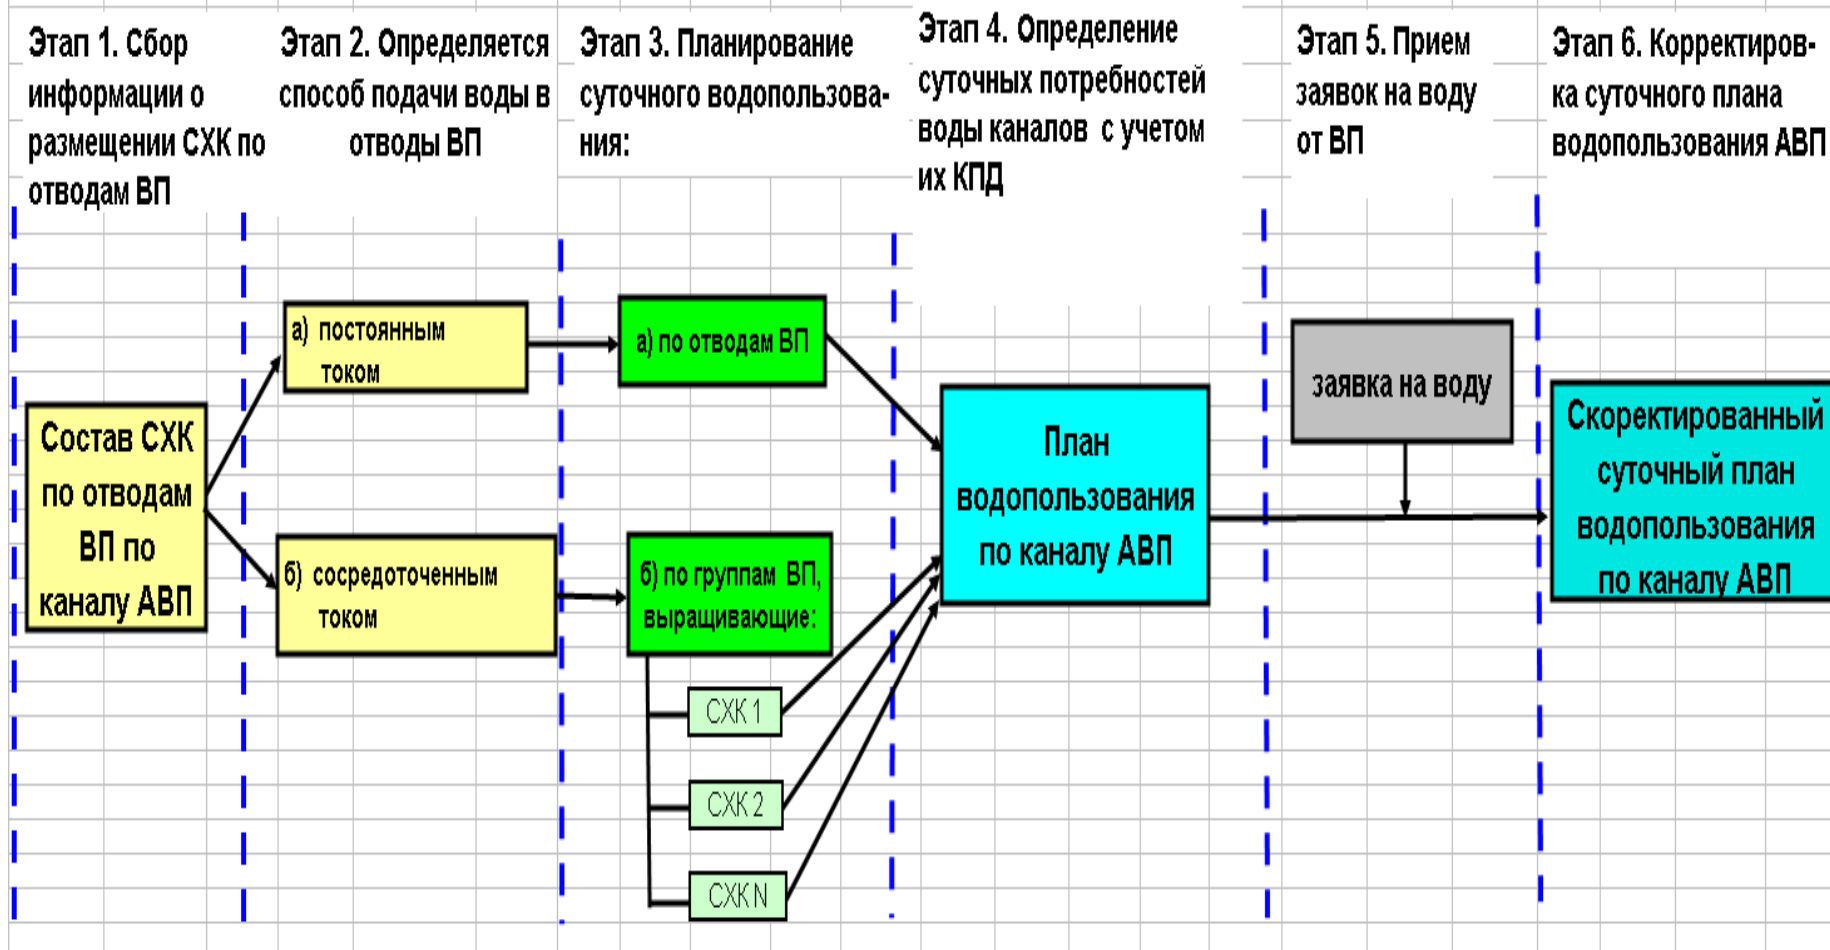 Этап 1. Сбор
информации о
размещении СХК по
отводам ВП
Этап 2. Определяется
способ подачи воды в
отводы ВП
Этап 3. Планирование
суточного водопользова-
ния:
Этап 4. Определение
суточных потребностей
воды каналов с учетом
их КПД
Этап 5. Прием
заявок на воду
от ВП
Этап 6. Корректиров-
ка суточного плана
водопользования АВП
Состав СХК
по отводам
ВП по
каналу АВП
а) постоянным
током
б) сосредоточенным
током
а) по отводам ВП
б) по группам ВП,
выращивающие:
СХК 1
СХК 2
СХК N
План
водопользования
по каналу АВП
заявка на воду
Скоректированный
суточный план
водопользования
по каналу АВП